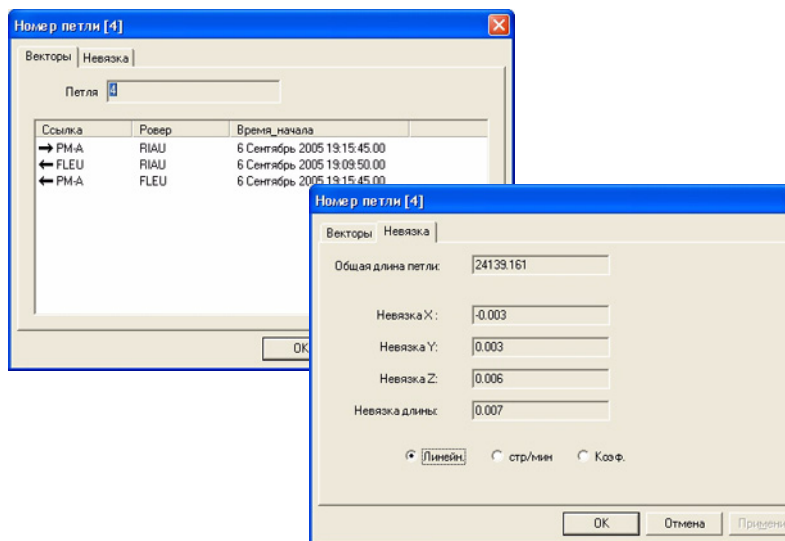 Номер петли [4]
Векторы Невязка
Петля 4
Ссылка Ровер Время_начала
PM-A RIAU 6 Сентябрь 2005 19:15:45.00
FLEU RIAU 6 Сентябрь 2005 19:09:50.00
PM-A FLEU 6 Сентябрь 2005 19:15:45.00
OK
Номер петли [4]
Векторы Невязка
Общая длина петли: 24139.161
Невязка X : -0.003
Невязка Y: 0.003
Невязка Z: 0.006
Невязка длины: 0.007
Линейн. стр/мин Коэф.
OK Отмена Примени